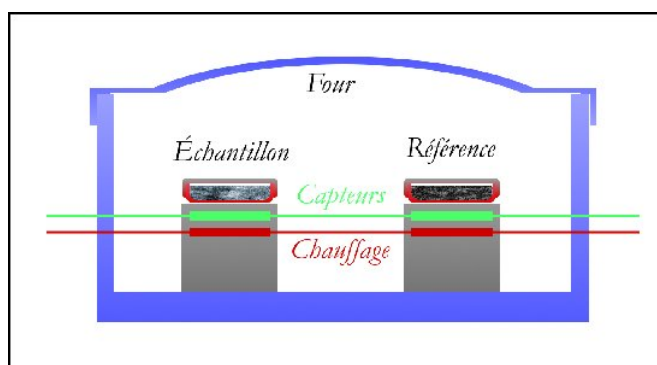 Four
Échantillon
Référence
Capteurs
Chauffage